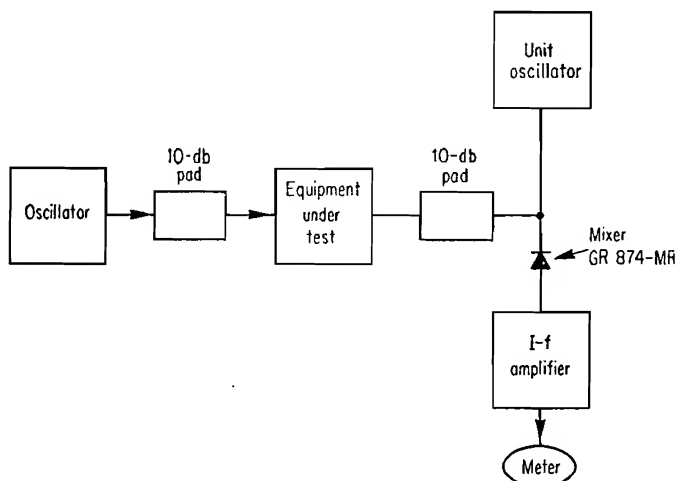 Unit
oscillator
10-db
pad
10-db
pad
Oscillator
Equipment
under
test
Mixer
GR 874-MR
I-f
amplifier
Meter